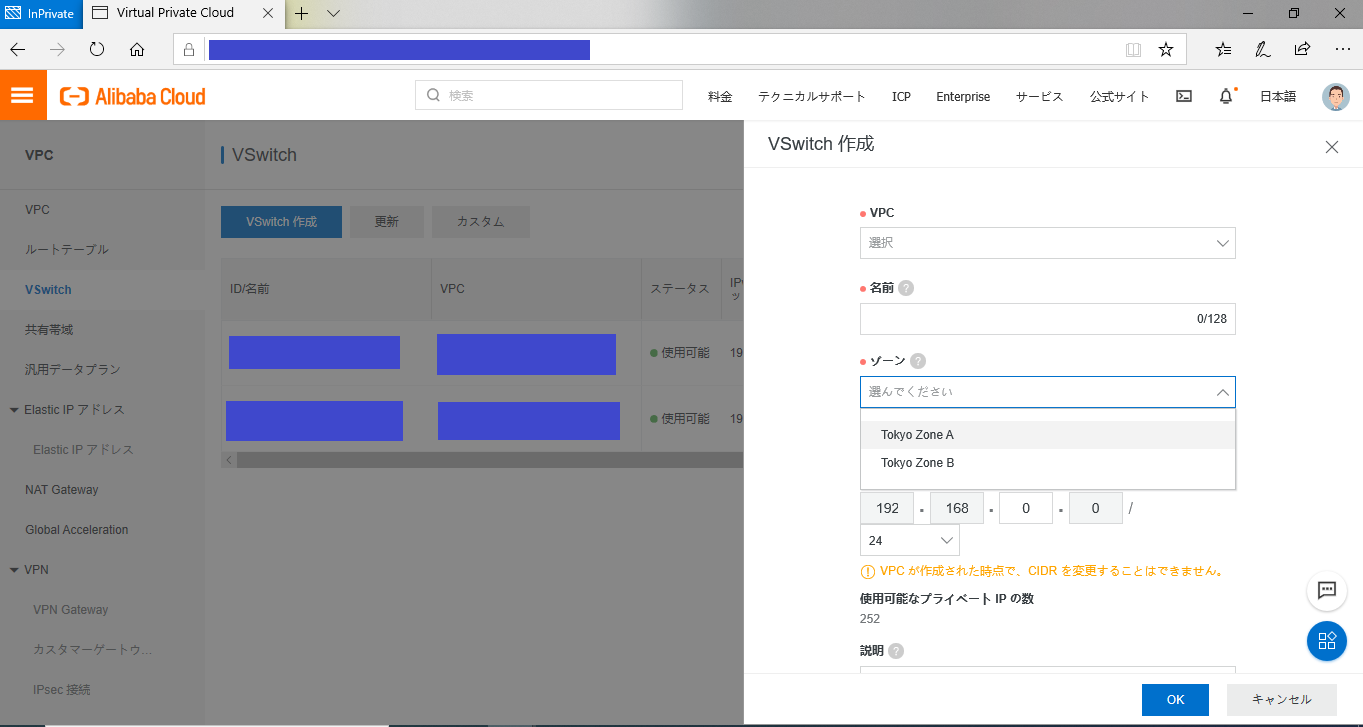 InPrivate
Virtual Private Cloud
Alibaba Cloud
検索
料金
テクニカルサポート
ICP
Enterprise
サービス
公式サイト
日本語
VPC
VPC
ルートテーブル
VSwitch
共有帯域
汎用データプラン
Elastic IP アドレス
Elastic IP アドレス
NAT Gateway
Global Acceleration
VPN
VPN Gateway
カスタマーゲートウ...
IPsec 接続
VSwitch
VSwitch 作成
更新
カスタム
ID/名前
VPC
ステータス
ッ
使用可能
19
使用可能
19
VSwitch 作成
VPC
選択
名前 ?
0/128
ゾーン ?
選んでください
Tokyo Zone A
Tokyo Zone B
192 . 168 . 0 . 0 /
24
VPC が作成された時点で、CIDR を変更することはできません。
使用可能なプライベート IP の数
252
説明 ?
OK
キャンセル